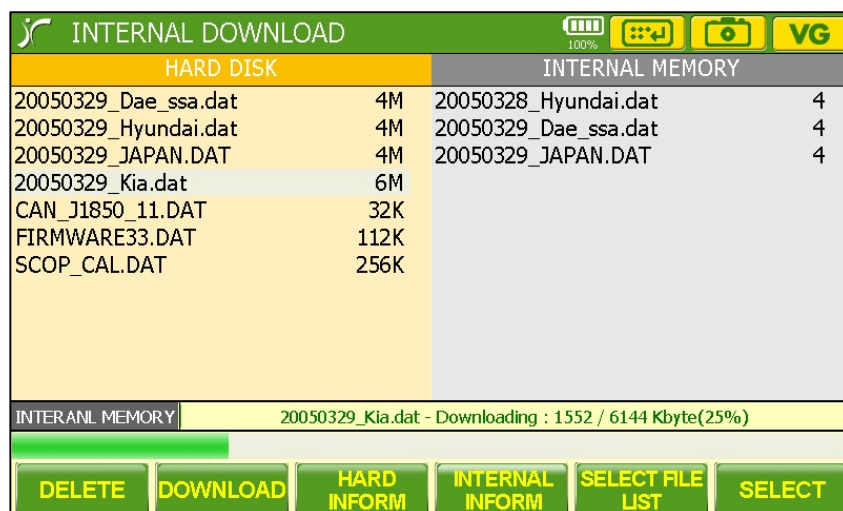 INTERNAL DOWNLOAD
100%
VG
HARD DISK
INTERNAL MEMORY
20050329_Dae_ssa.dat 4M
20050329_Hyundai.dat 4M
20050329_JAPAN.DAT 4M
20050329_Kia.dat 6M
CAN_J1850_11.DAT 32K
FIRMWARE33.DAT 112K
SCOP_CAL.DAT 256K
20050328_Hyundai.dat 4
20050329_Dae_ssa.dat 4
20050329_JAPAN.DAT 4
INTERANL MEMORY
20050329_Kia.dat - Downloading : 1552 / 6144 Kbyte(25%)
DELETE
DOWNLOAD
HARD
INFORM
INTERNAL
INFORM
SELECT FILE
LIST
SELECT